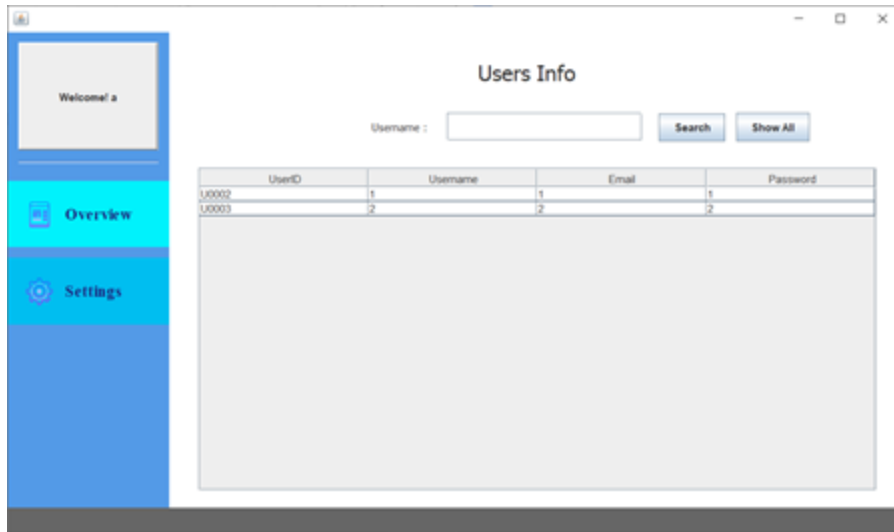 Welcome! a
Users Info
Username :
Search
Show All
UserID Username Email Password
U0002 1 1 1
U0003 2 2 2
Overview
Settings